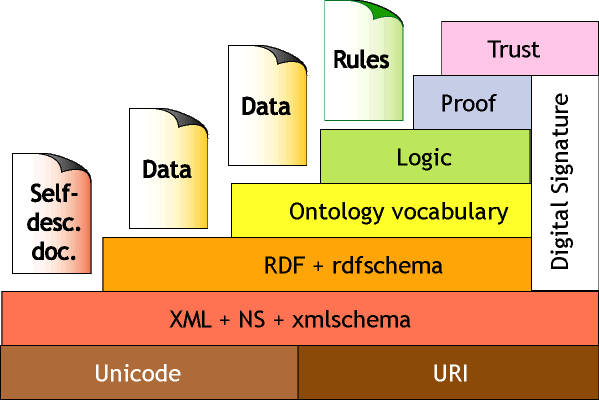 Trust
Rules
Proof
Data
Logic
Data
Digital Signature
Self-
desc.
doc.
Ontology vocabulary
RDF + rdfschema
XML + NS + xmlschema
Unicode
URI